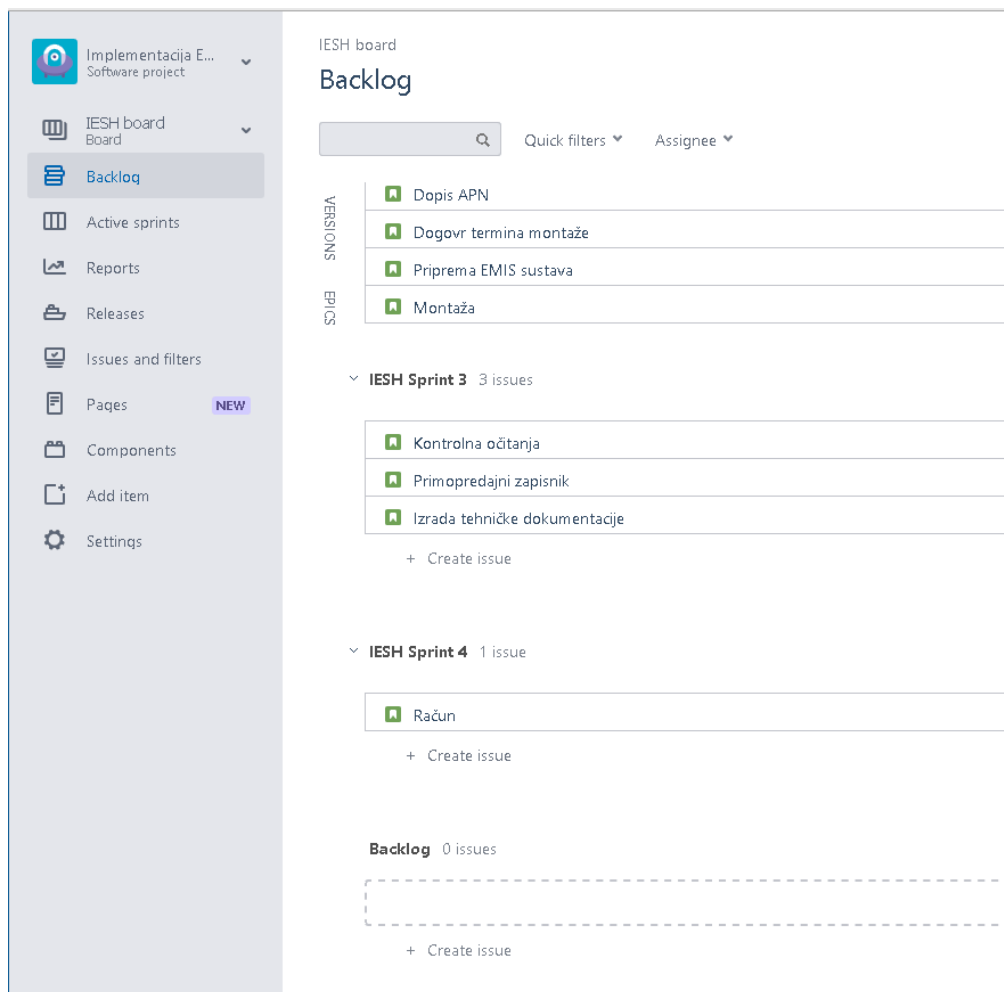 Implementacija E...
Software project
IESH board
Board
Backlog
Active sprints
Reports
Releases
Issues and filters
Pages NEW
Components
Add item
Settings
IESH board
Backlog
Quick filters
Assignee
VERSIONS
EPICS
Dopis APN
Dogovr termina montaže
Priprema EMIS sustava
Montaža
IESH Sprint 3 3 issues
Kontrolna očitanja
Primopredajni zapisnik
Izrada tehničke dokumentacije
+ Create issue
IESH Sprint 4 1 issue
Račun
+ Create issue
Backlog 0 issues
+ Create issue